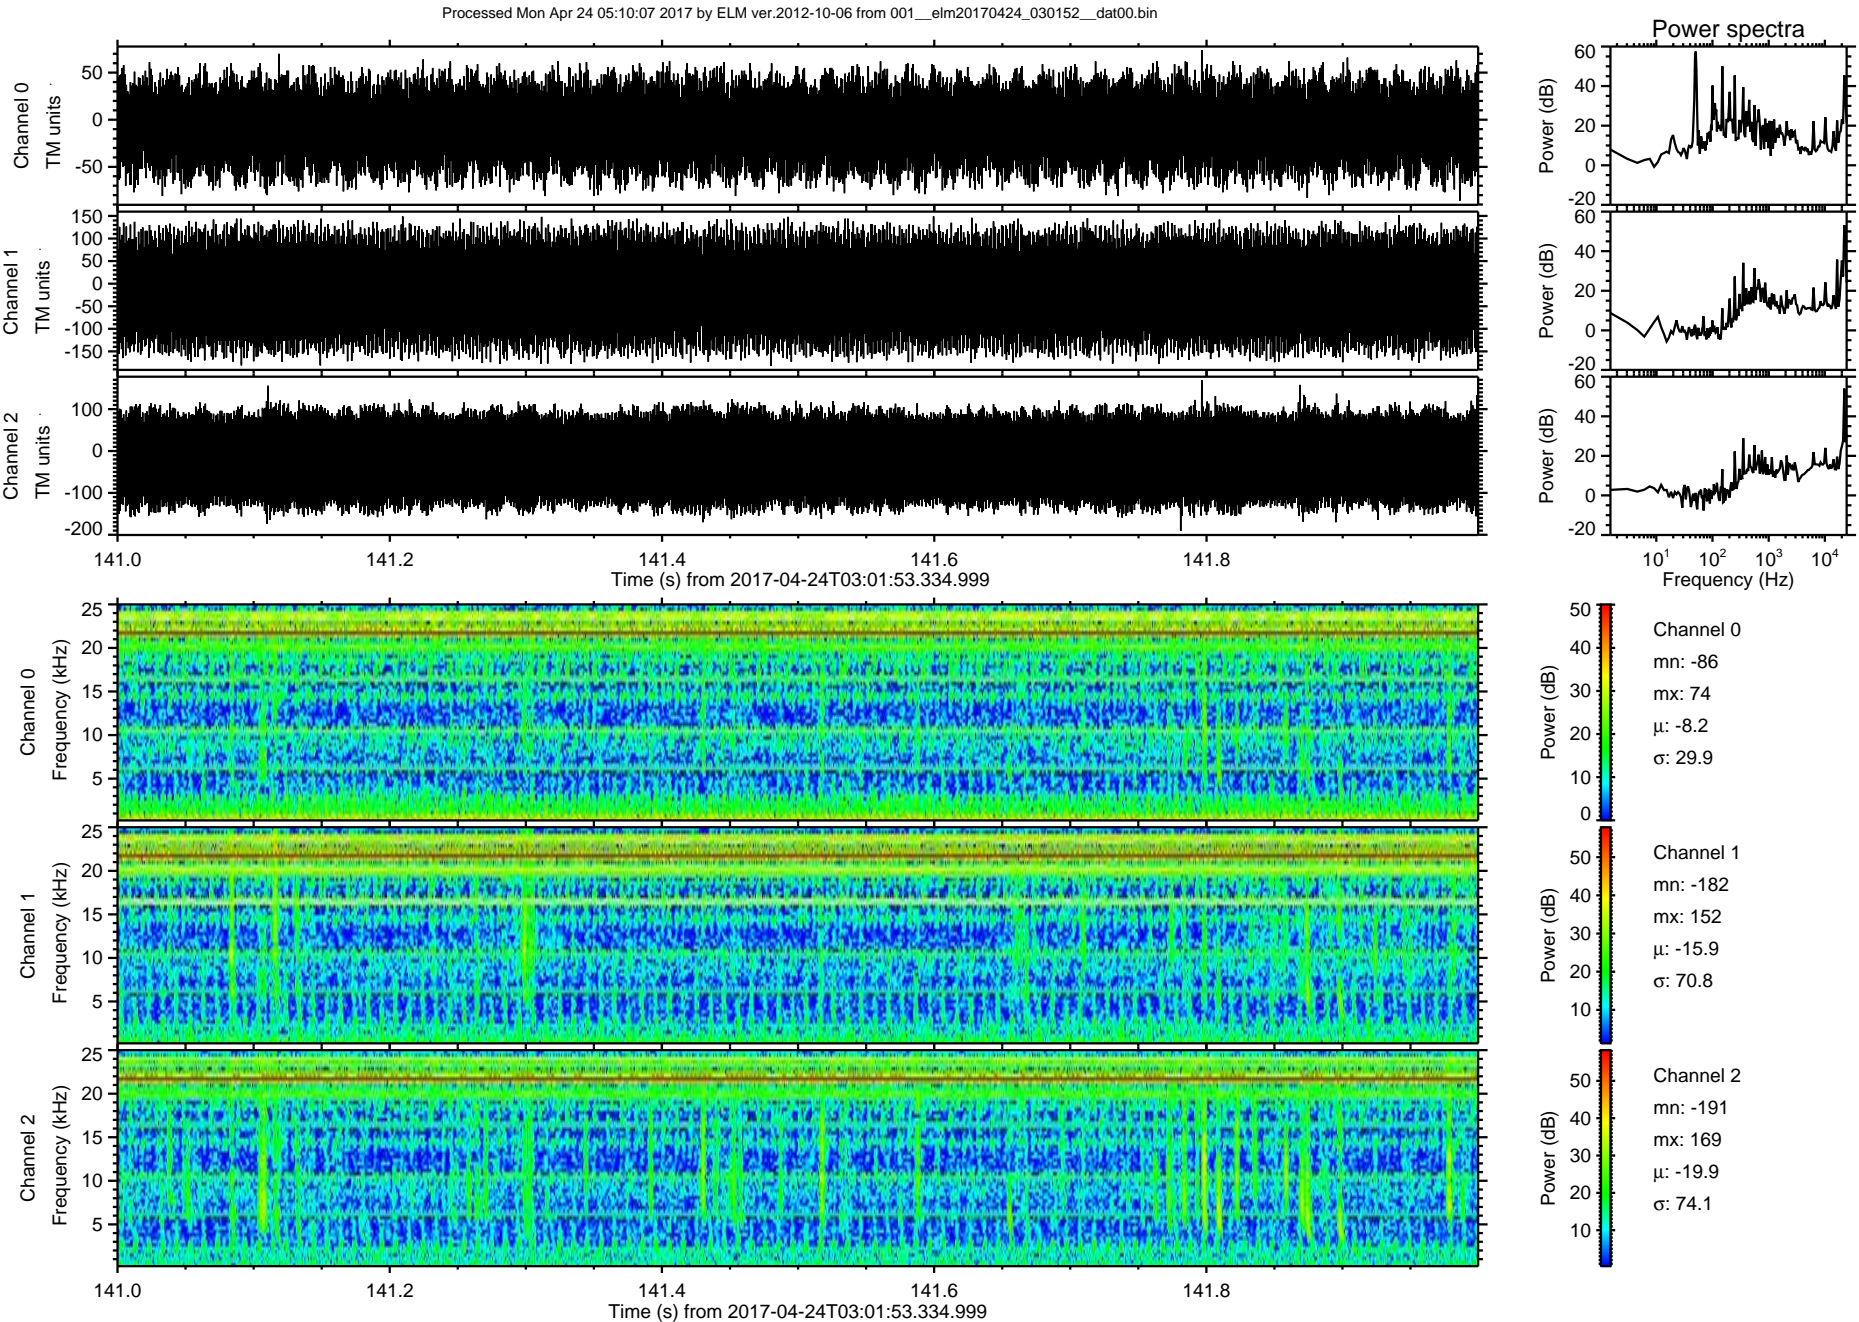 Processed Mon Apr 24 05:10:07 2017 by ELM ver.2012-10-06 from 001__elm20170424_030152__dat00.bin
Power spectra
Channel 0
TM units
50
0
-50
Power (dB)
60
40
20
0
-20
Channel 1
TM units
150
100
50
0
-50
-100
-150
Power (dB)
60
40
20
0
-20
Channel 2
TM units
100
0
-100
-200
Power (dB)
60
40
20
0
-20
141.0 141.2 141.4 141.6 141.8
Time (s) from 2017-04-24T03:01:53.334.999
10¹ 10² 10³ 10⁴
Frequency (Hz)
Channel 0
Frequency (kHz)
25
20
15
10
5
Power (dB)
50
40
30
20
10
0
Channel 0
mn: -86
mx: 74
µ: -8.2
σ: 29.9
Channel 1
Frequency (kHz)
25
20
15
10
5
Power (dB)
50
40
30
20
10
Channel 1
mn: -182
mx: 152
µ: -15.9
σ: 70.8
Channel 2
Frequency (kHz)
25
20
15
10
5
Power (dB)
50
40
30
20
10
Channel 2
mn: -191
mx: 169
µ: -19.9
σ: 74.1
141.0 141.2 141.4 141.6 141.8
Time (s) from 2017-04-24T03:01:53.334.999